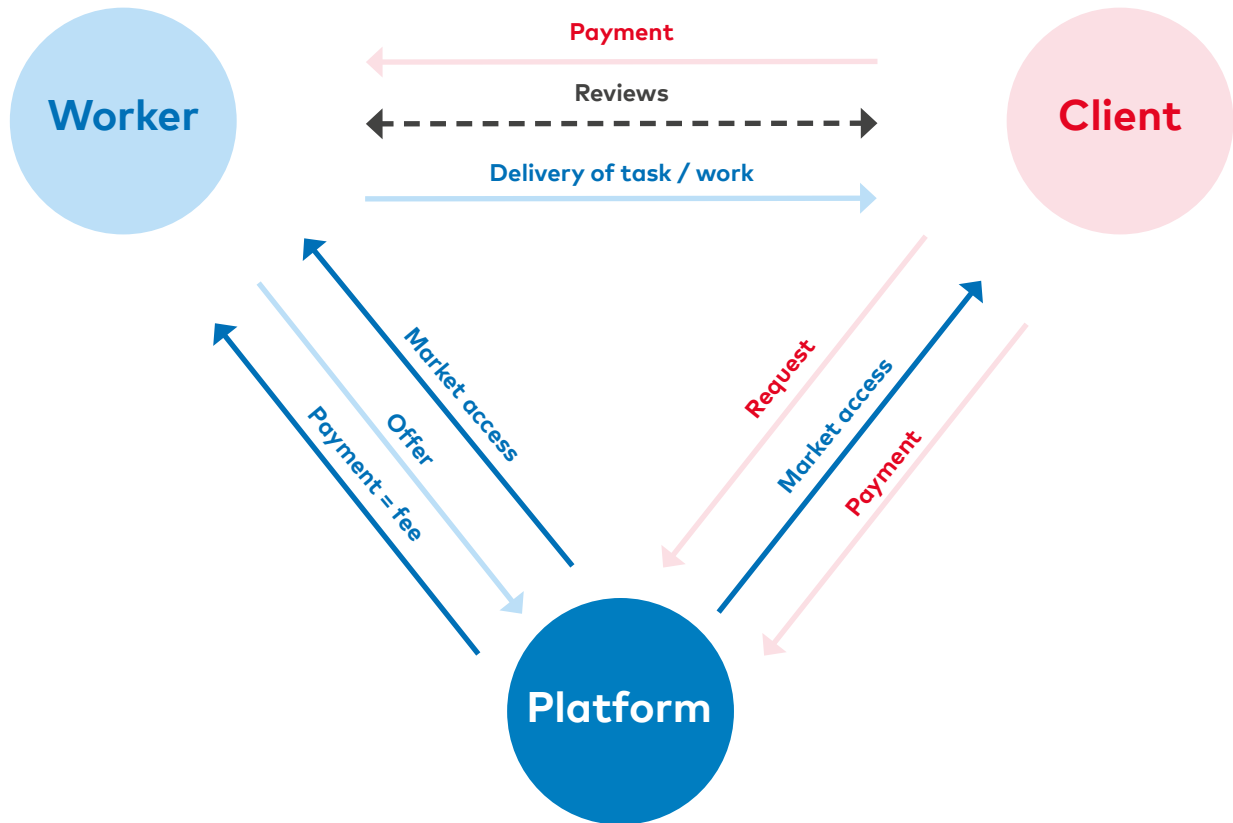 Payment
Reviews
Worker
Client
Delivery of task / work
Market access
Offer
Payment = fee
Request
Market access
Payment
Platform